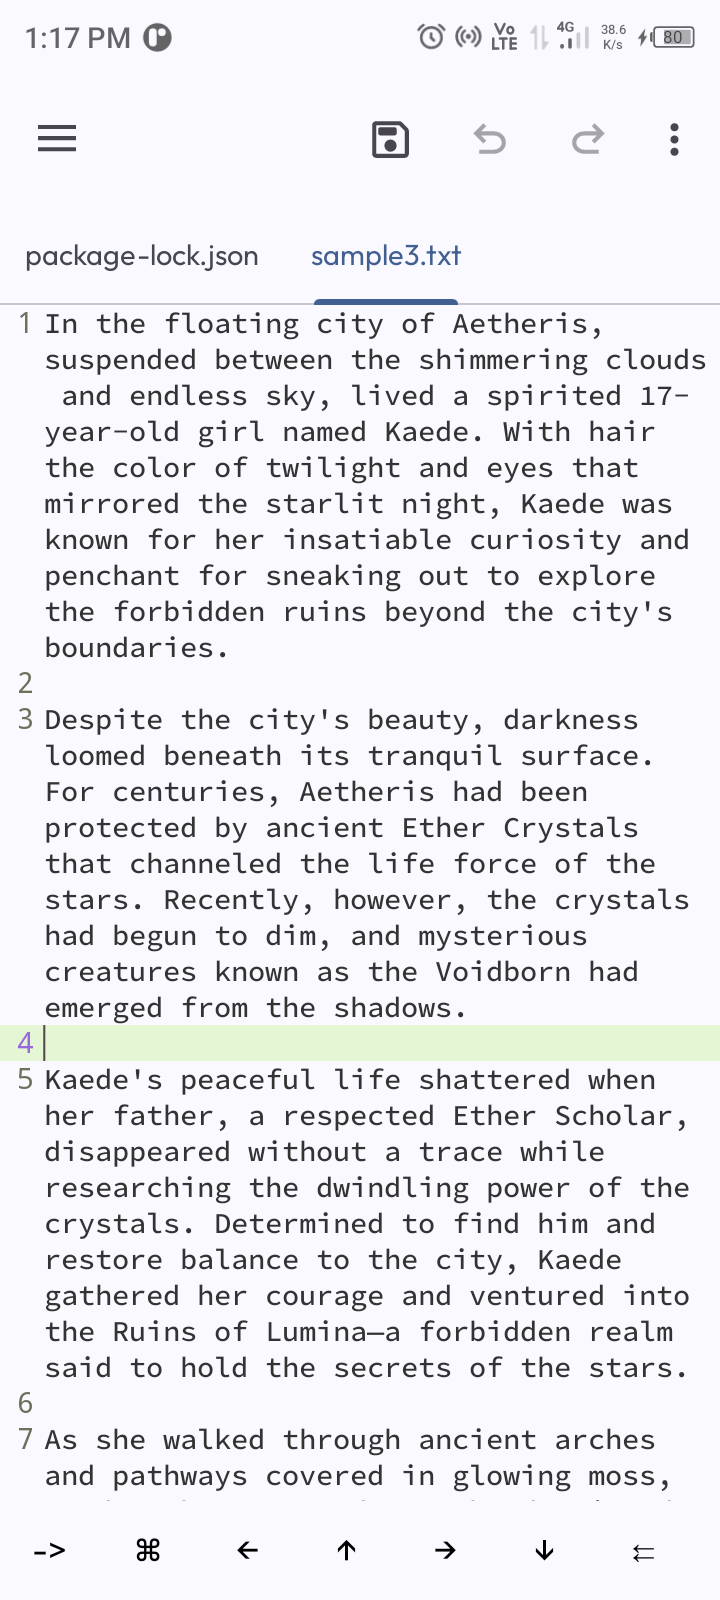 1:17 PM
Vo LTE 4G 38.6 K/s 80
package-lock.json sample3.txt
1 In the floating city of Aetheris,
suspended between the shimmering clouds
and endless sky, lived a spirited 17-
year-old girl named Kaede. With hair
the color of twilight and eyes that
mirrored the starlit night, Kaede was
known for her insatiable curiosity and
penchant for sneaking out to explore
the forbidden ruins beyond the city's
boundaries.
2
3 Despite the city's beauty, darkness
loomed beneath its tranquil surface.
For centuries, Aetheris had been
protected by ancient Ether Crystals
that channeled the life force of the
stars. Recently, however, the crystals
had begun to dim, and mysterious
creatures known as the Voidborn had
emerged from the shadows.
4
5 Kaede's peaceful life shattered when
her father, a respected Ether Scholar,
disappeared without a trace while
researching the dwindling power of the
crystals. Determined to find him and
restore balance to the city, Kaede
gathered her courage and ventured into
the Ruins of Lumina—a forbidden realm
said to hold the secrets of the stars.
6
7 As she walked through ancient arches
and pathways covered in glowing moss,
-> ⌘ ← ↑ → ↓ ⥳